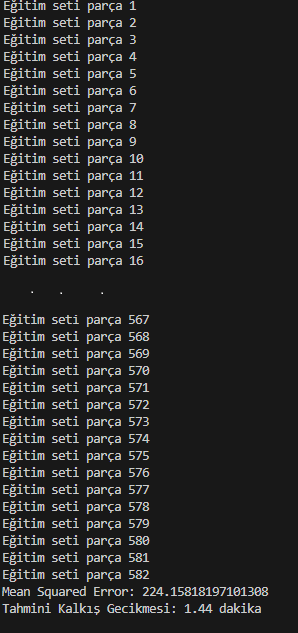 Eğitim seti parça 1
Eğitim seti parça 2
Eğitim seti parça 3
Eğitim seti parça 4
Eğitim seti parça 5
Eğitim seti parça 6
Eğitim seti parça 7
Eğitim seti parça 8
Eğitim seti parça 9
Eğitim seti parça 10
Eğitim seti parça 11
Eğitim seti parça 12
Eğitim seti parça 13
Eğitim seti parça 14
Eğitim seti parça 15
Eğitim seti parça 16
. . .
Eğitim seti parça 567
Eğitim seti parça 568
Eğitim seti parça 569
Eğitim seti parça 570
Eğitim seti parça 571
Eğitim seti parça 572
Eğitim seti parça 573
Eğitim seti parça 574
Eğitim seti parça 575
Eğitim seti parça 576
Eğitim seti parça 577
Eğitim seti parça 578
Eğitim seti parça 579
Eğitim seti parça 580
Eğitim seti parça 581
Eğitim seti parça 582
Mean Squared Error: 224.15818197101308
Tahmini Kalkış Gecikmesi: 1.44 dakika